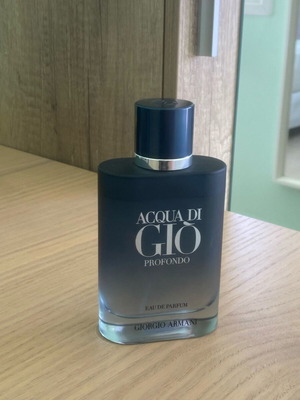 ACQUA DI
GIÒ
PROFONDO
EAU DE PARFUM
GIORGIO ARMANI